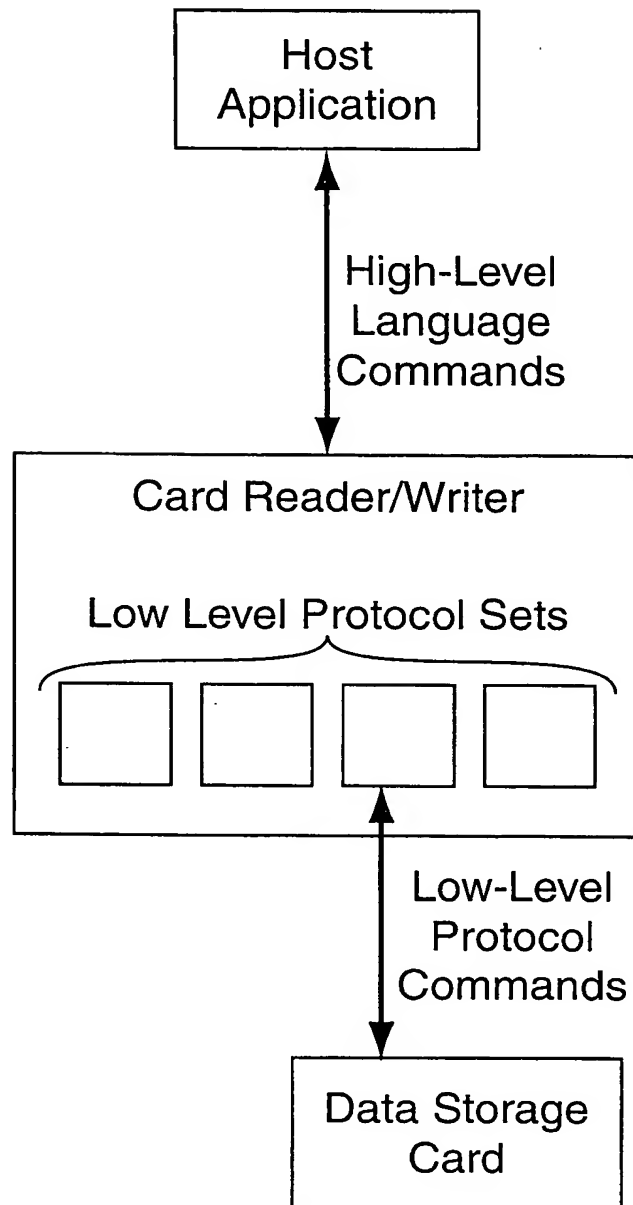 Host
Application
High-Level
Language
Commands
Card Reader/Writer
Low Level Protocol Sets
Low-Level
Protocol
Commands
Data Storage
Card